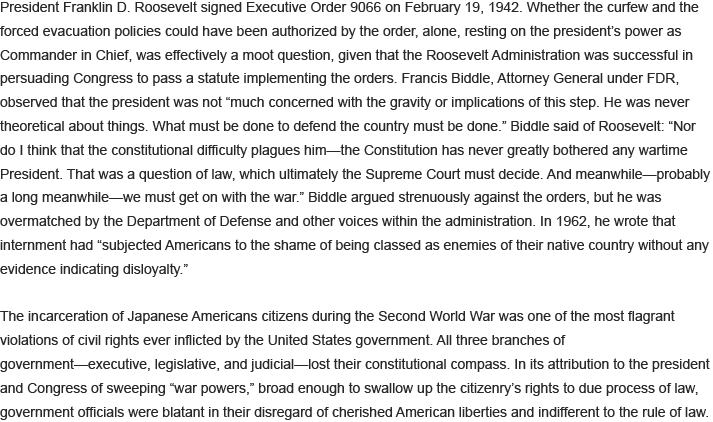 President Franklin D. Roosevelt signed Executive Order 9066 on February 19, 1942. Whether the curfew and the
forced evacuation policies could have been authorized by the order, alone, resting on the president’s power as
Commander in Chief, was effectively a moot question, given that the Roosevelt Administration was successful in
persuading Congress to pass a statute implementing the orders. Francis Biddle, Attorney General under FDR,
observed that the president was not “much concerned with the gravity or implications of this step. He was never
theoretical about things. What must be done to defend the country must be done.” Biddle said of Roosevelt: “Nor
do I think that the constitutional difficulty plagues him—the Constitution has never greatly bothered any wartime
President. That was a question of law, which ultimately the Supreme Court must decide. And meanwhile—probably
a long meanwhile—we must get on with the war.” Biddle argued strenuously against the orders, but he was
overmatched by the Department of Defense and other voices within the administration. In 1962, he wrote that
internment had “subjected Americans to the shame of being classed as enemies of their native country without any
evidence indicating disloyalty.”

The incarceration of Japanese Americans citizens during the Second World War was one of the most flagrant
violations of civil rights ever inflicted by the United States government. All three branches of
government—executive, legislative, and judicial—lost their constitutional compass. In its attribution to the president
and Congress of sweeping “war powers,” broad enough to swallow up the citizenry’s rights to due process of law,
government officials were blatant in their disregard of cherished American liberties and indifferent to the rule of law.